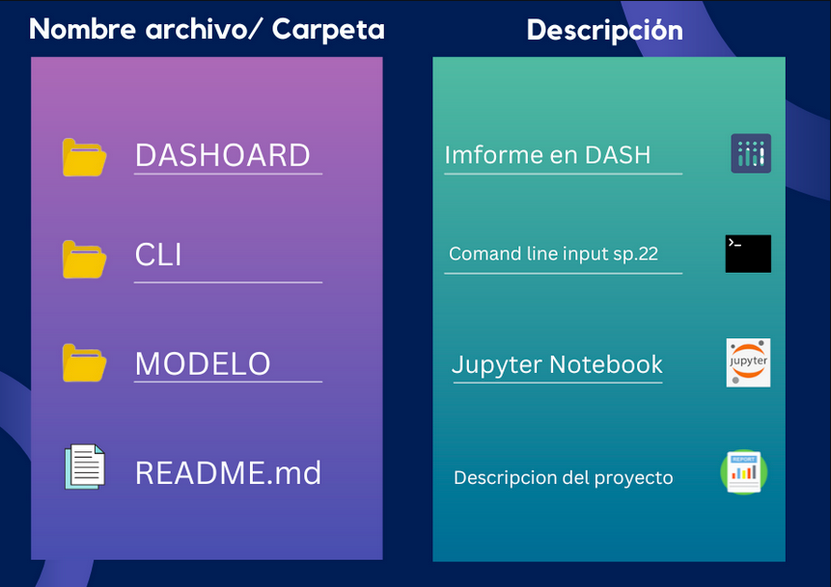 Nombre archivo/ Carpeta
Descripción
DASHOARD
Imforme en DASH
CLI
Comand line input sp.22
>_
MODELO
Jupyter Notebook
jupyter
README.md
Descripcion del proyecto
REPORT